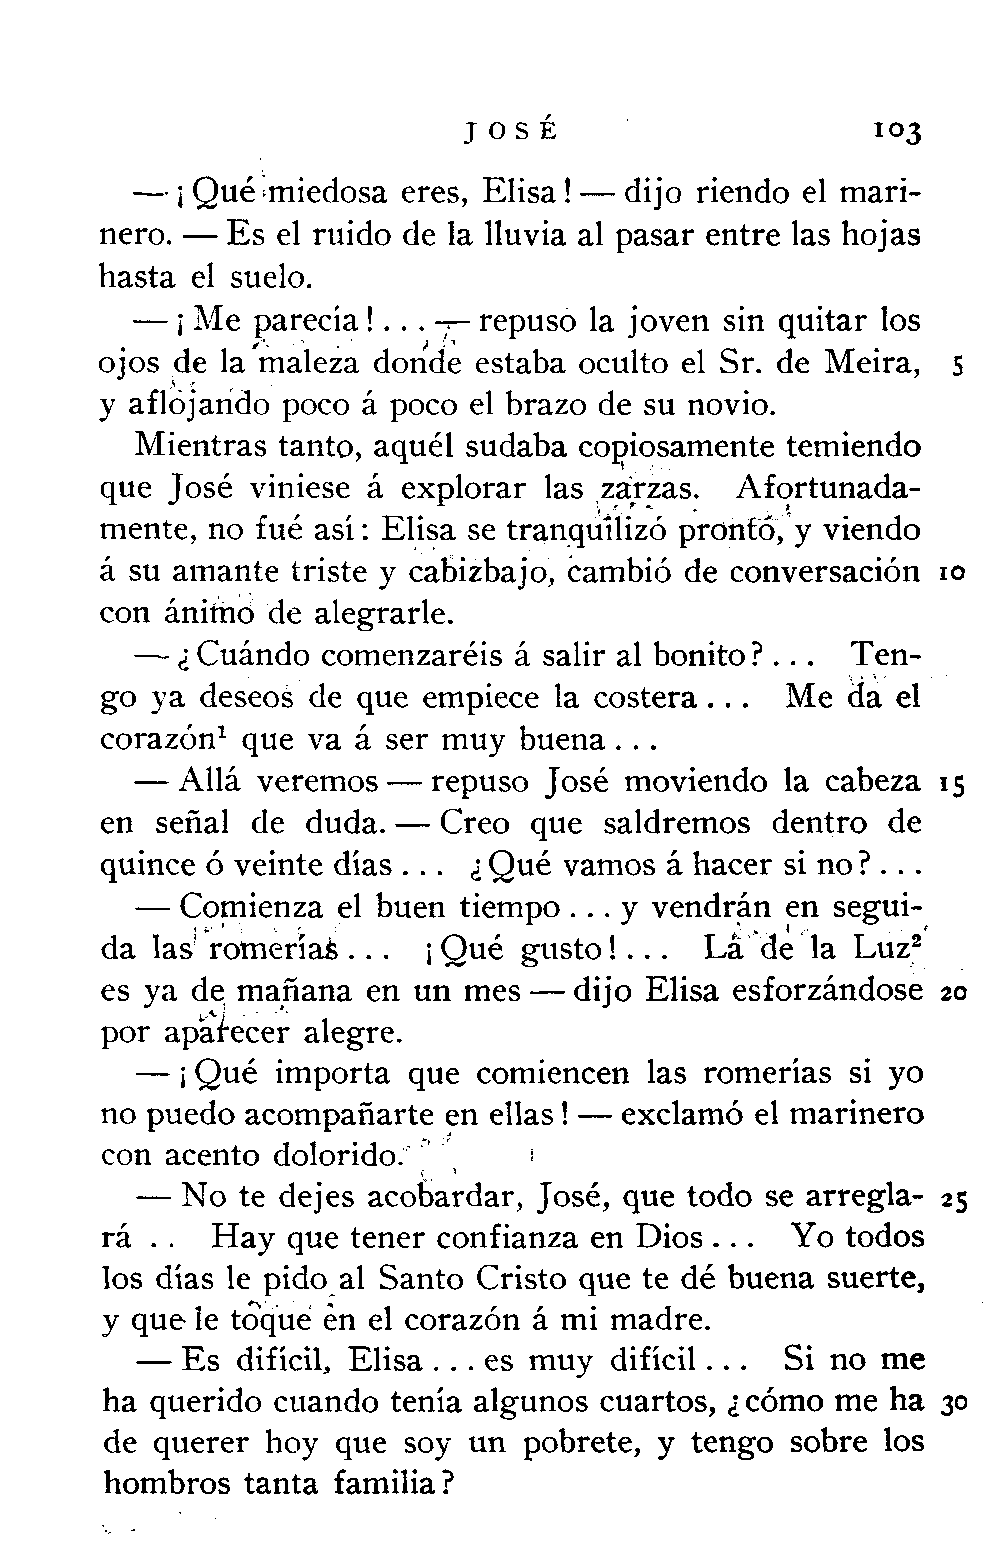 JOSÉ 103
— ¡Qué miedosa eres, Elisa! — dijo riendo el mari-
nero. — Es el ruido de la lluvia al pasar entre las hojas
hasta el suelo.
— ¡Me parecía!... — repuso la joven sin quitar los
ojos de la maleza donde estaba oculto el Sr. de Meira, 5
y aflojando poco á poco el brazo de su novio.
Mientras tanto, aquél sudaba copiosamente temiendo
que José viniese á explorar las zarzas. Afortunada-
mente, no fué así: Elisa se tranquilizó pronto, y viendo
á su amante triste y cabizbajo, cambió de conversación 10
con ánimo de alegrarle.
— ¿Cuándo comenzaréis á salir al bonito?... Ten-
go ya deseos de que empiece la costera... Me da el
corazón¹ que va á ser muy buena...
— Allá veremos — repuso José moviendo la cabeza 15
en señal de duda. — Creo que saldremos dentro de
quince ó veinte días... ¿Qué vamos á hacer si no?...
— Comienza el buen tiempo... y vendrán en segui-
da las romerías... ¡Qué gusto!... La de la Luz²
es ya de mañana en un mes — dijo Elisa esforzándose 20
por aparecer alegre.
— ¡Qué importa que comiencen las romerías si yo
no puedo acompañarte en ellas! — exclamó el marinero
con acento dolorido.
— No te dejes acobardar, José, que todo se arregla- 25
rá .. Hay que tener confianza en Dios... Yo todos
los días le pido al Santo Cristo que te dé buena suerte,
y que le toque en el corazón á mi madre.
— Es difícil, Elisa... es muy difícil... Si no me
ha querido cuando tenía algunos cuartos, ¿cómo me ha 30
de querer hoy que soy un pobrete, y tengo sobre los
hombros tanta familia?